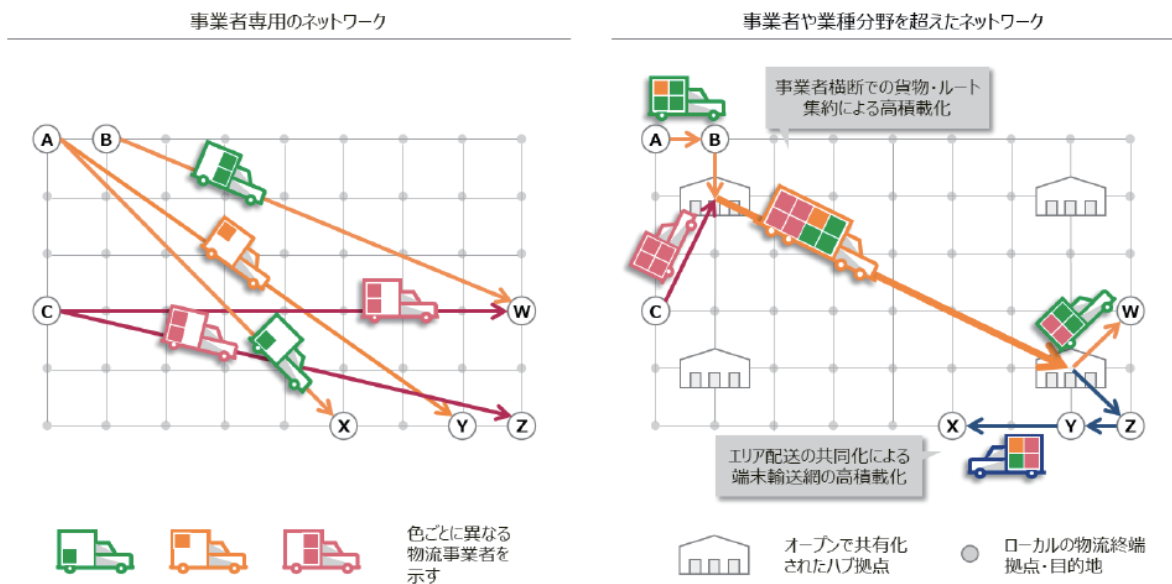 事業者専用のネットワーク
事業者や業種分野を超えたネットワーク
A
B
C
W
X
Y
Z
色ごとに異なる
物流事業者を
示す
事業者横断での貨物・ルート
集約による高積載化
A
B
C
W
X
Y
Z
エリア配送の共同化による
端末輸送網の高積載化
オープンで共有化
されたハブ拠点
ローカルの物流終端
拠点・目的地